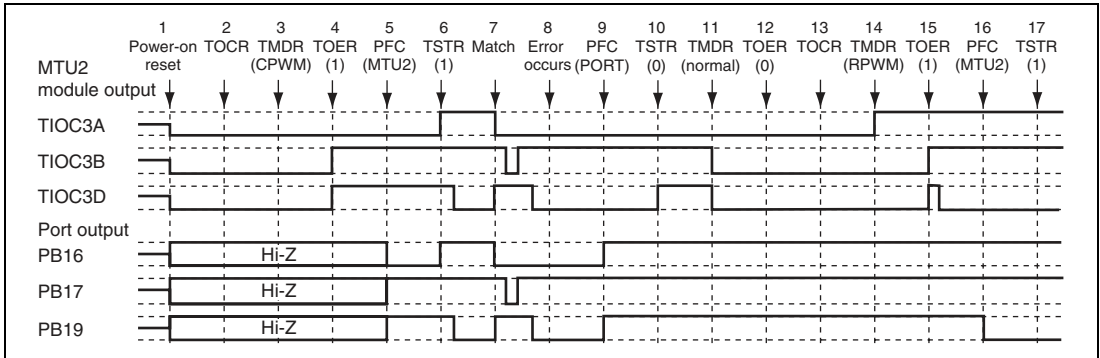 1 2 3 4 5 6 7 8 9 10 11 12 13 14 15 16 17
Power-on TOCR TMDR TOER PFC TSTR Match Error PFC TSTR TMDR TOER TOCR TMDR TOER PFC TSTR
reset (CPWM) (1) (MTU2) (1) occurs (PORT) (0) (normal) (0) (RPWM) (1) (MTU2) (1)
MTU2
module output
TIOC3A
TIOC3B
TIOC3D
Port output
PB16 Hi-Z
PB17 Hi-Z
PB19 Hi-Z